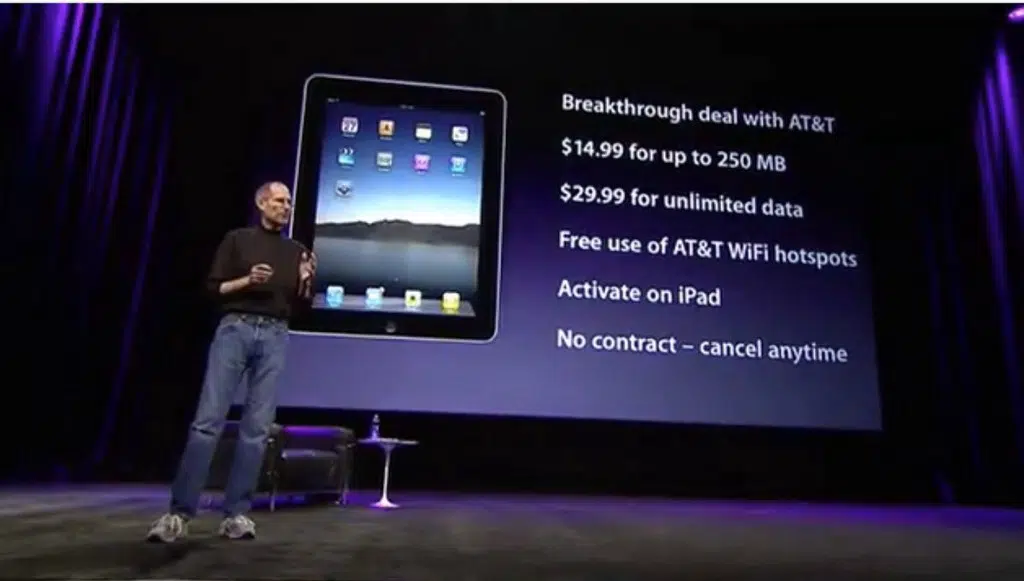 Breakthrough deal with AT&T
$14.99 for up to 250 MB
$29.99 for unlimited data
Free use of AT&T WiFi hotspots
Activate on iPad
No contract – cancel anytime
27